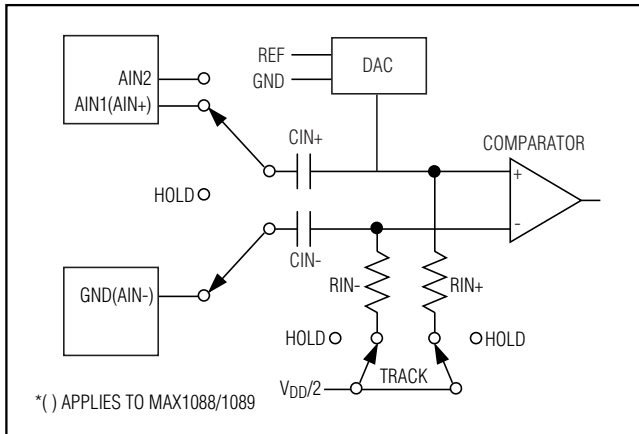 REF
GND
DAC
AIN2
AIN1(AIN+)
CIN+
COMPARATOR
+
-
HOLD
CIN-
GND(AIN-)
RIN-
RIN+
HOLD
HOLD
TRACK
VDD/2
*( ) APPLIES TO MAX1088/1089